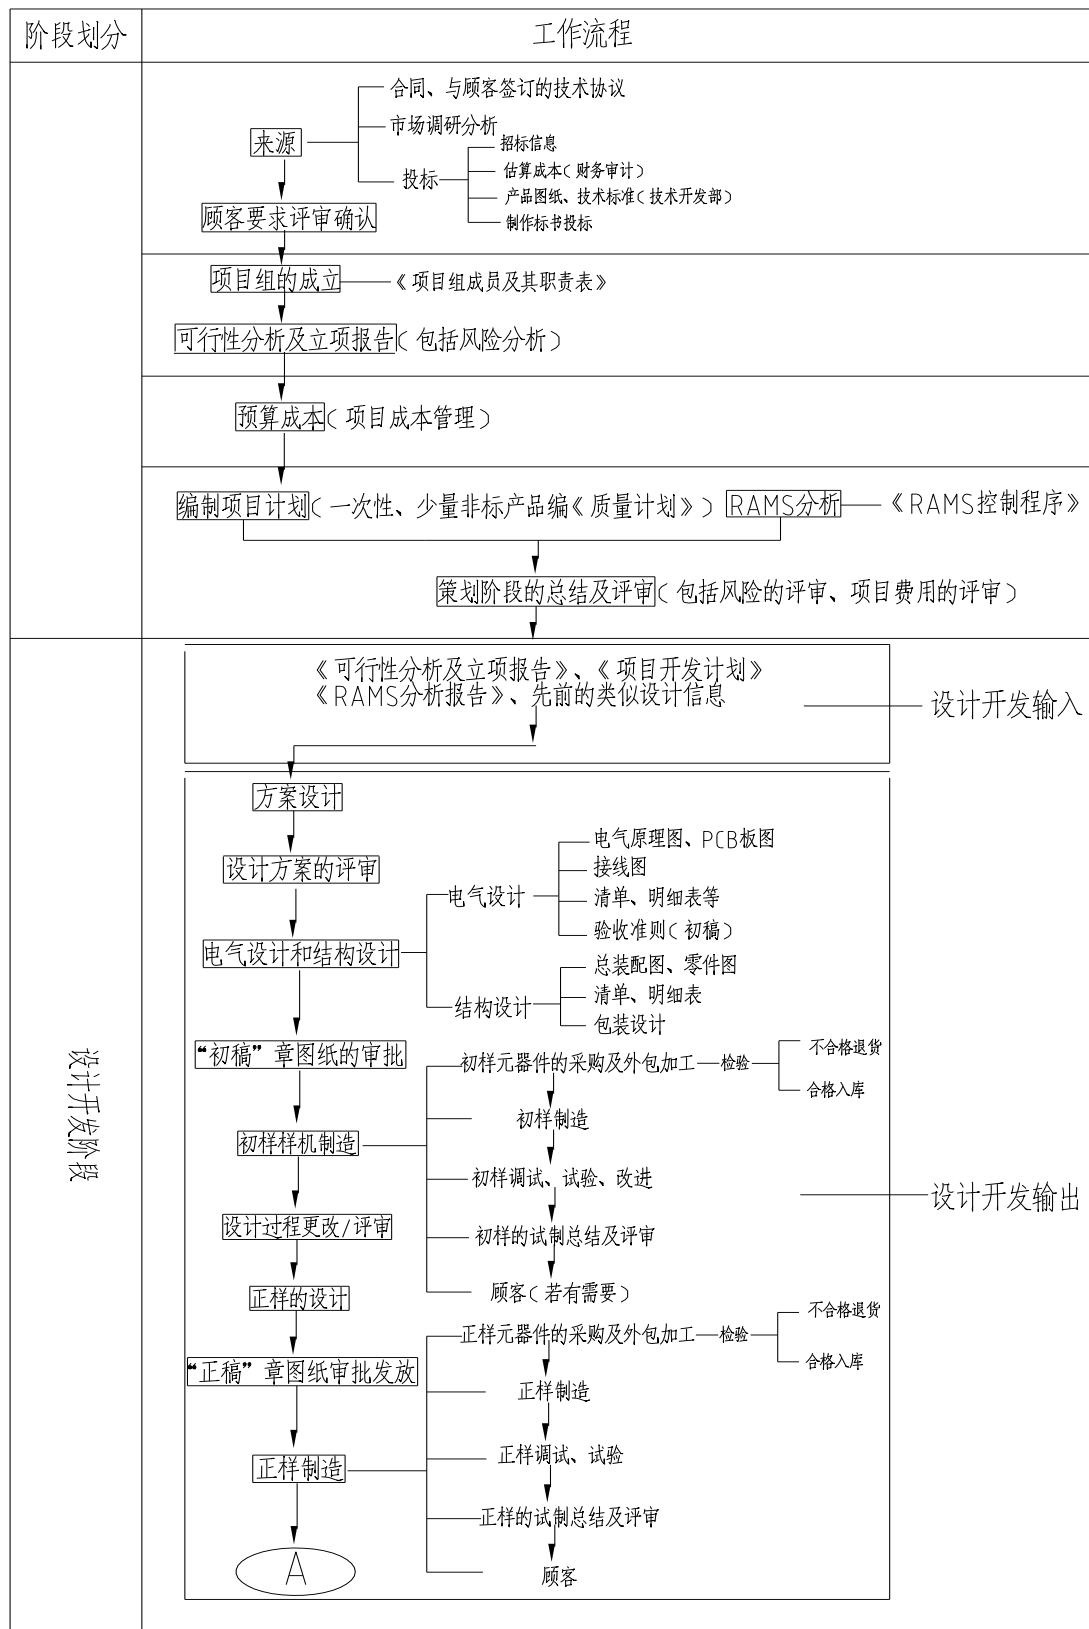 阶段划分
工作流程
合同、与顾客签订的技术协议
市场调研分析
来源
投标
招标信息
估算成本(财务审计)
产品图纸、技术标准(技术开发部)
制作标书投标
顾客要求评审确认
项目组的成立
《项目组成员及其职责表》
可行性分析及立项报告(包括风险分析)
预算成本(项目成本管理)
编制项目计划(一次性、少量非标产品编《质量计划》)
RAMS分析
《RAMS控制程序》
策划阶段的总结及评审(包括风险的评审、项目费用的评审)
设计开发阶段
《可行性分析及立项报告》、《项目开发计划》
《RAMS分析报告》、先前的类似设计信息
设计开发输入
方案设计
设计方案的评审
电气设计和结构设计
电气设计
电气原理图、PCB板图
接线图
清单、明细表等
验收准则(初稿)
结构设计
总装配图、零件图
清单、明细表
包装设计
“初稿”章图纸的审批
初样样机制造
初样元器件的采购及外包加工
检验
不合格退货
合格入库
初样制造
初样调试、试验、改进
初样的试制总结及评审
顾客(若有需要)
设计开发输出
设计过程更改/评审
正样的设计
“正稿”章图纸审批发放
正样制造
正样元器件的采购及外包加工
检验
不合格退货
合格入库
正样制造
正样调试、试验
正样的试制总结及评审
顾客
A